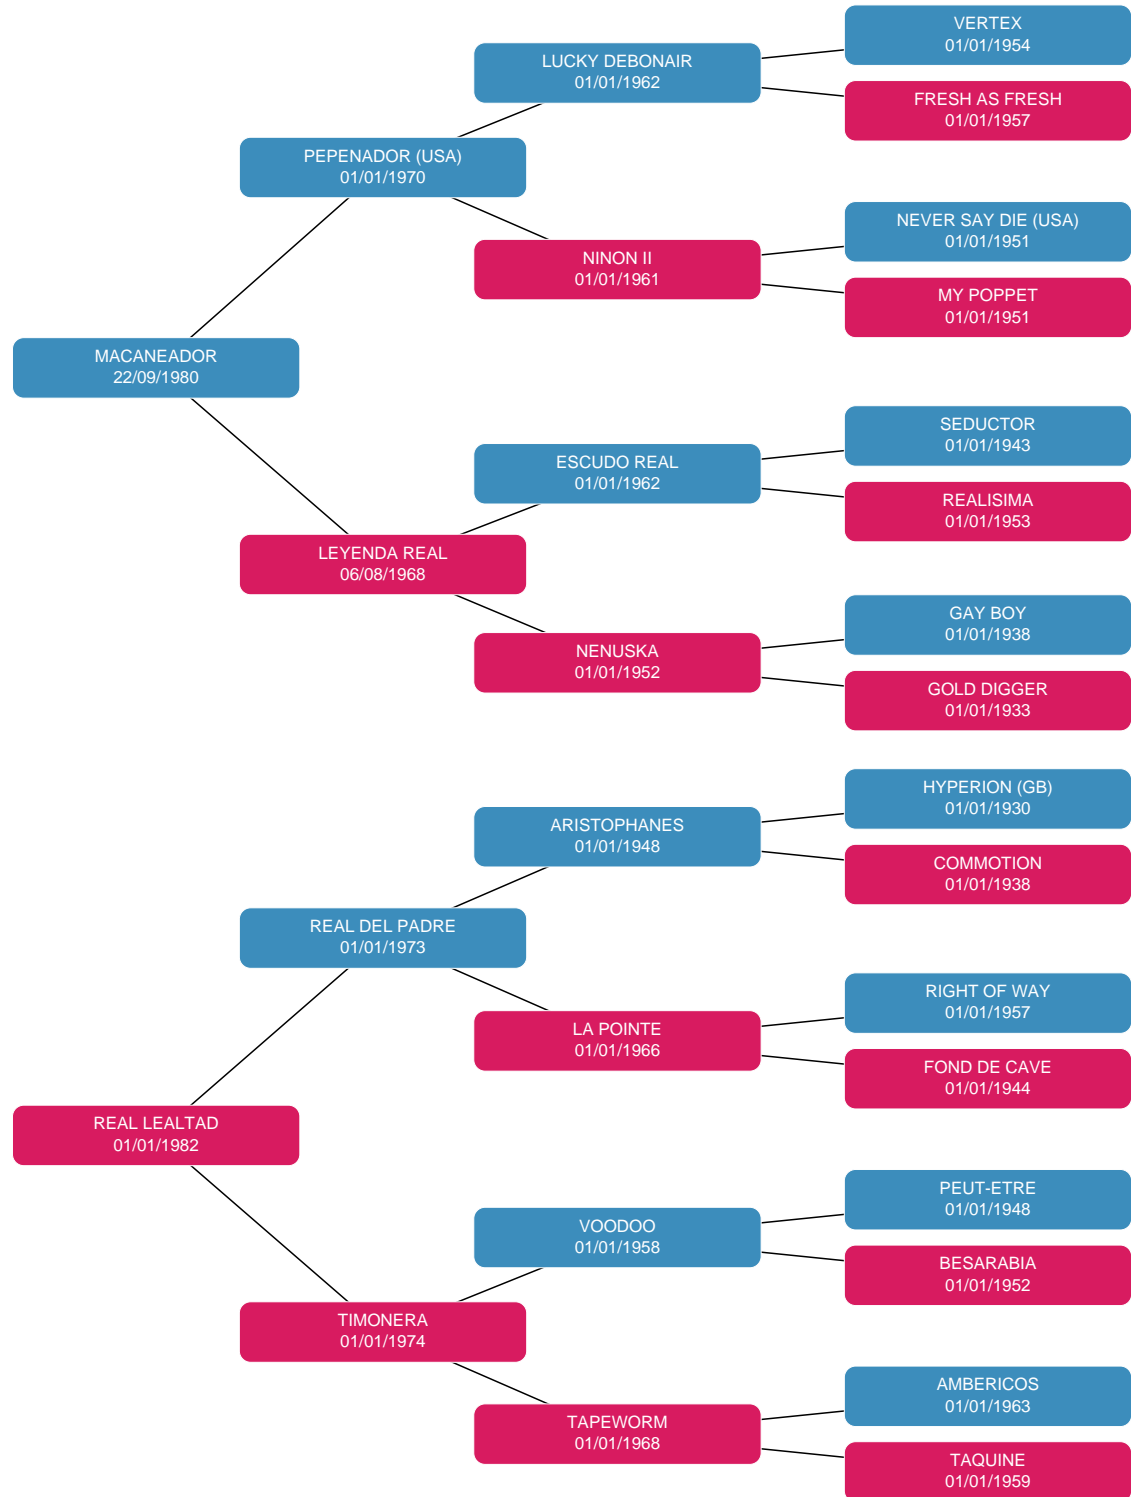 VERTEX
01/01/1954
LUCKY DEBONAIR
01/01/1962
FRESH AS FRESH
01/01/1957
PEPENADOR (USA)
01/01/1970
NEVER SAY DIE (USA)
01/01/1951
NINON II
01/01/1961
MY POPPET
01/01/1951
MACANEADOR
22/09/1980
SEDUCTOR
01/01/1943
ESCUDO REAL
01/01/1962
REALISIMA
01/01/1953
LEYENDA REAL
06/08/1968
GAY BOY
01/01/1938
NENUSKA
01/01/1952
GOLD DIGGER
01/01/1933
HYPERION (GB)
01/01/1930
ARISTOPHANES
01/01/1948
COMMOTION
01/01/1938
REAL DEL PADRE
01/01/1973
RIGHT OF WAY
01/01/1957
LA POINTE
01/01/1966
FOND DE CAVE
01/01/1944
REAL LEALTAD
01/01/1982
PEUT-ETRE
01/01/1948
VOODOO
01/01/1958
BESARABIA
01/01/1952
TIMONERA
01/01/1974
AMBERICOS
01/01/1963
TAPEWORM
01/01/1968
TAQUINE
01/01/1959